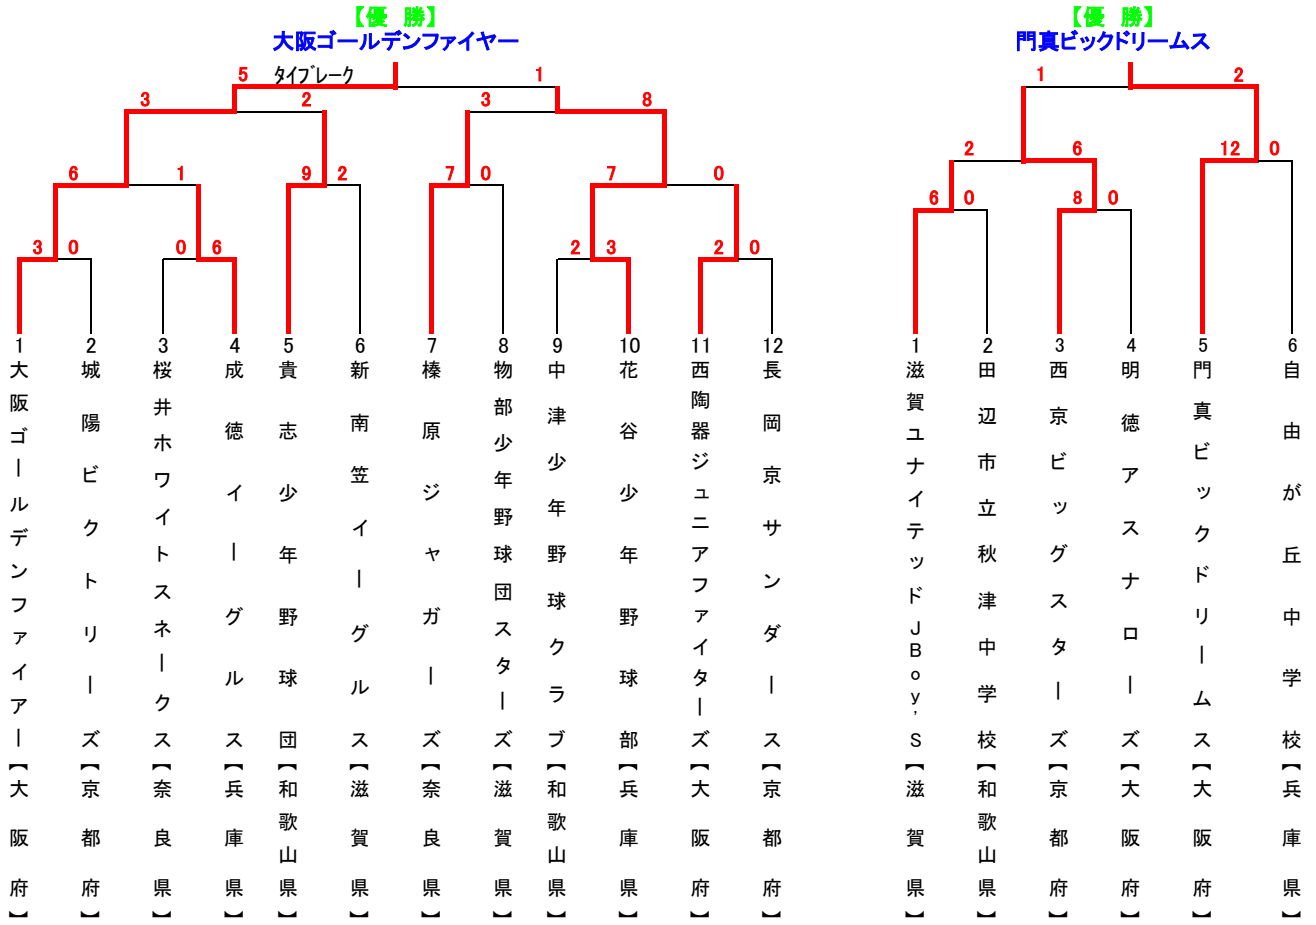 【優 勝】
大阪ゴールデンファイヤー
5 タイブレーク 1
3 2 3 8
6 1 9 2 7 0 7 0
3 0 0 6 2 3 2 0
1 大阪ゴールデンファイアー【大阪府】
2 城陽ビクトリーズ【京都府】
3 桜井ホワイトスネークス【奈良県】
4 成徳イーグルス【兵庫県】
5 貴志少年野球団【和歌山県】
6 新南笠イーグルス【滋賀県】
7 榛原ジャガーズ【奈良県】
8 物部少年野球団スターズ【滋賀県】
9 中津少年野球クラブ【和歌山県】
10 花谷少年野球部【兵庫県】
11 西陶器ジュニアファイターズ【大阪府】
12 長岡京サンダース【京都府】
【優 勝】
門真ビックドリームス
1 2
2 6 12 0
6 0 8 0
1 滋賀ユナイテッドJBoy'S【滋賀県】
2 田辺市立秋津中学校【和歌山県】
3 西京ビッグスターズ【京都府】
4 明徳アスナローズ【大阪府】
5 門真ビックドリームス【大阪府】
6 自由が丘中学校【兵庫県】